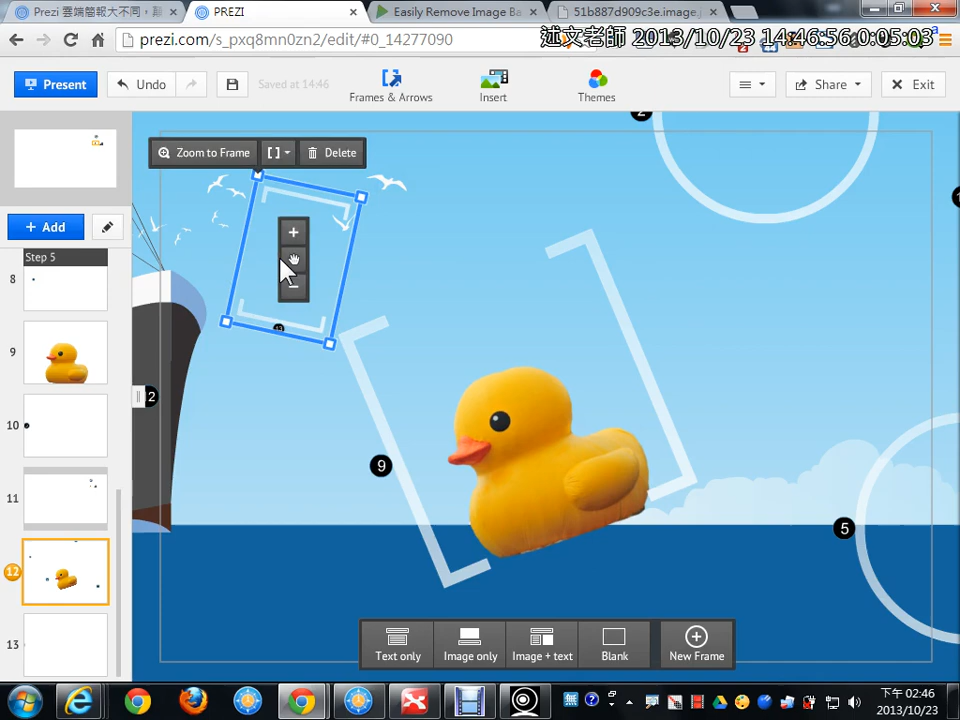 Prezi 雲端簡報大不同，
PREZI
Easily Remove Image Ba
51b887d909c3e.image.j
prezi.com/s_pxq8mn0zn2/edit/#0_14277090
述文老師 2013/10/23 14:46:56 0:05:03
Present
Undo
Saved at 14:46
Frames & Arrows
Insert
Themes
Share
Exit
Zoom to Frame
Delete
Add
Step 5
8
9
10
11
12
13
2
2
9
5
Text only
Image only
Image + text
Blank
New Frame
下午 02:46
2013/10/23